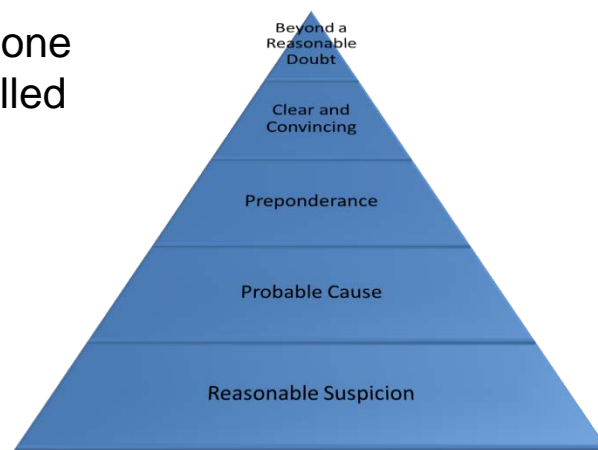 one
lled
Beyond a
Reasonable
Doubt
Clear and
Convincing
Preponderance
Probable Cause
Reasonable Suspicion